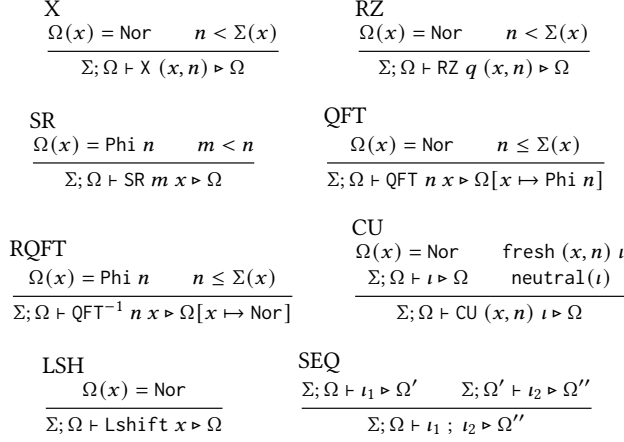 X
Ω(x) = Nor n < Σ(x)
Σ; Ω ⊢ X (x, n) ▹ Ω
RZ
Ω(x) = Nor n < Σ(x)
Σ; Ω ⊢ RZ q (x, n) ▹ Ω
SR
Ω(x) = Phi n m < n
Σ; Ω ⊢ SR m x ▹ Ω
QFT
Ω(x) = Nor n ≤ Σ(x)
Σ; Ω ⊢ QFT n x ▹ Ω[x ↦ Phi n]
RQFT
Ω(x) = Phi n n ≤ Σ(x)
Σ; Ω ⊢ QFT⁻¹ n x ▹ Ω[x ↦ Nor]
CU
Ω(x) = Nor fresh (x, n) ι
Σ; Ω ⊢ ι ▹ Ω neutral(ι)
Σ; Ω ⊢ CU (x, n) ι ▹ Ω
LSH
Ω(x) = Nor
Σ; Ω ⊢ Lshift x ▹ Ω
SEQ
Σ; Ω ⊢ ι₁ ▹ Ω′ Σ; Ω′ ⊢ ι₂ ▹ Ω′′
Σ; Ω ⊢ ι₁ ; ι₂ ▹ Ω′′